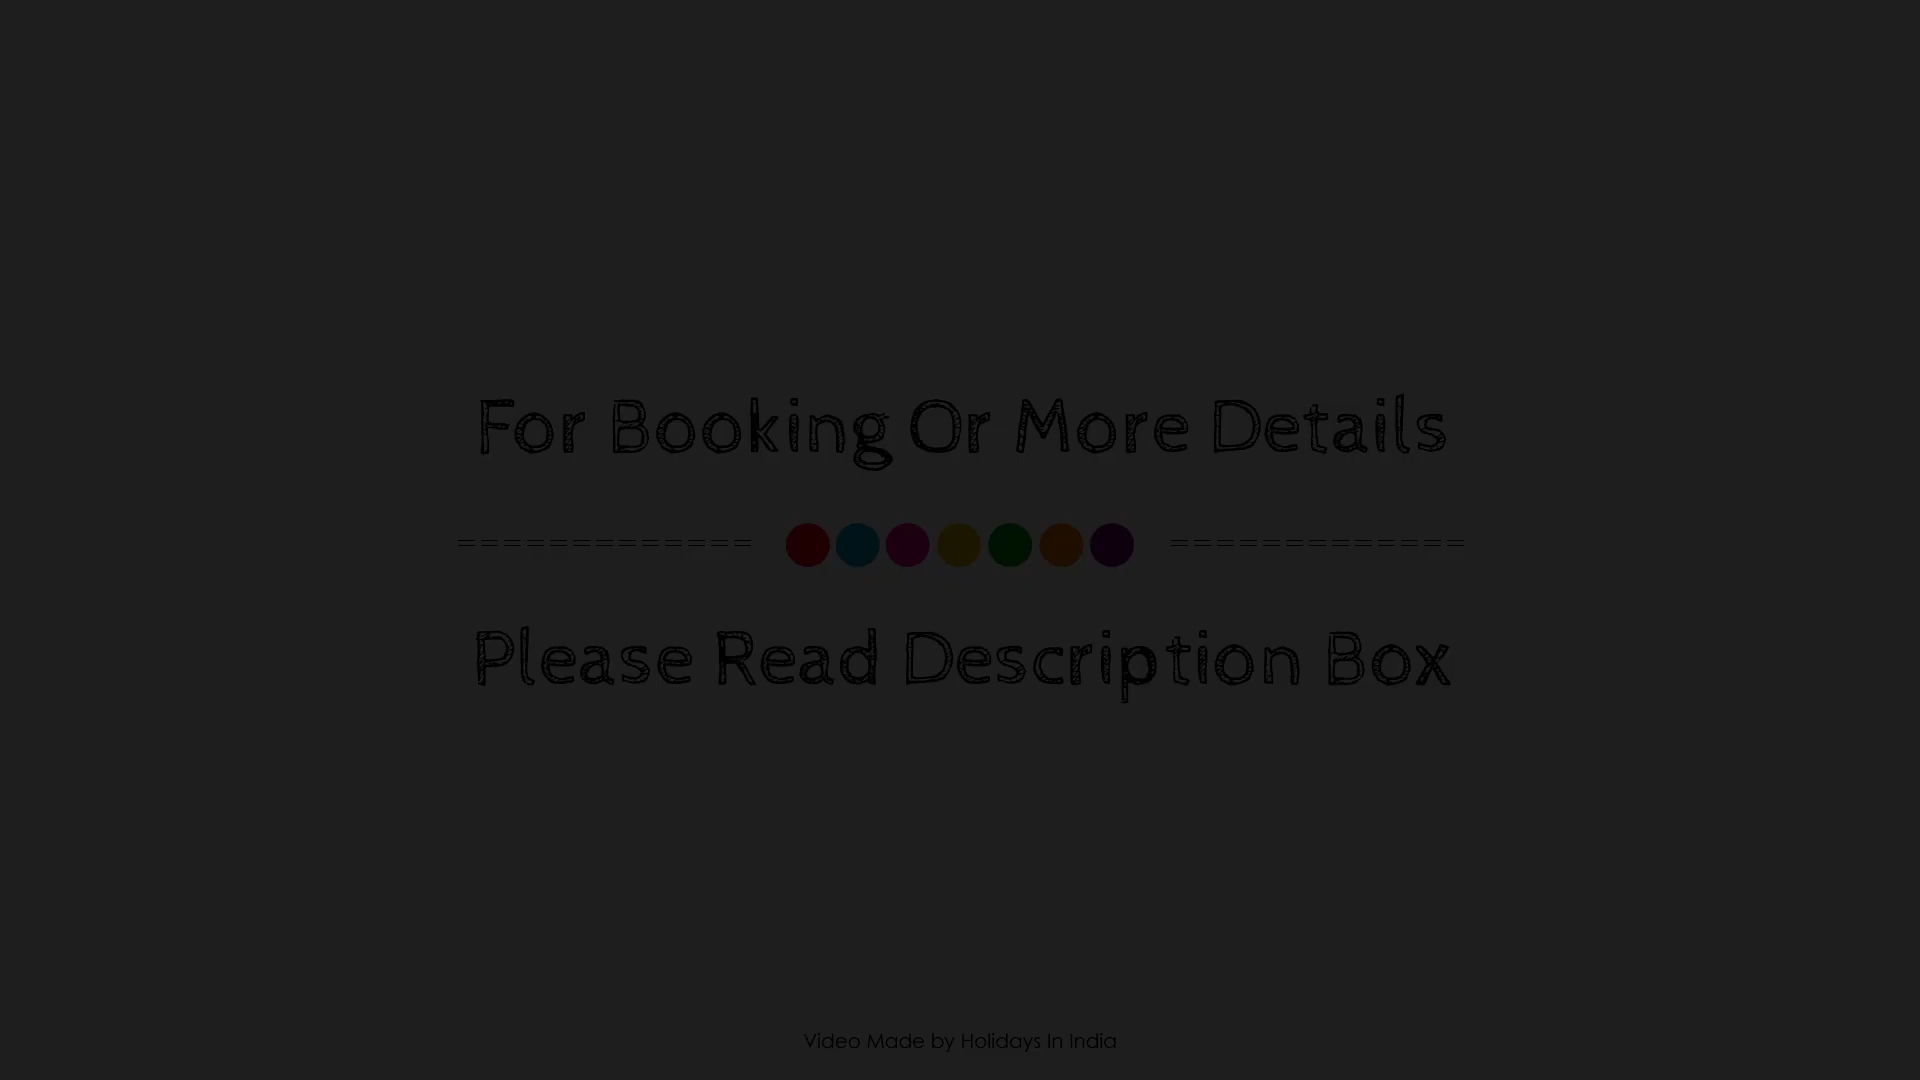 For Booking Or More Details
============= =============
Please Read Description Box
Video Made by Holidays In India